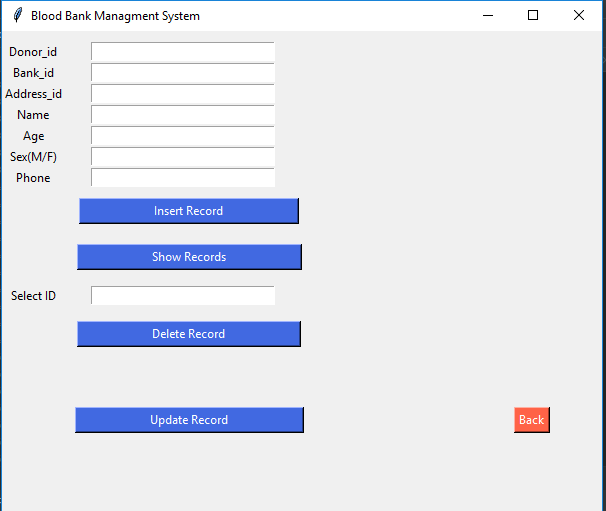 Blood Bank Managment System
Donor_id
Bank_id
Address_id
Name
Age
Sex(M/F)
Phone
Insert Record
Show Records
Select ID
Delete Record
Update Record Back